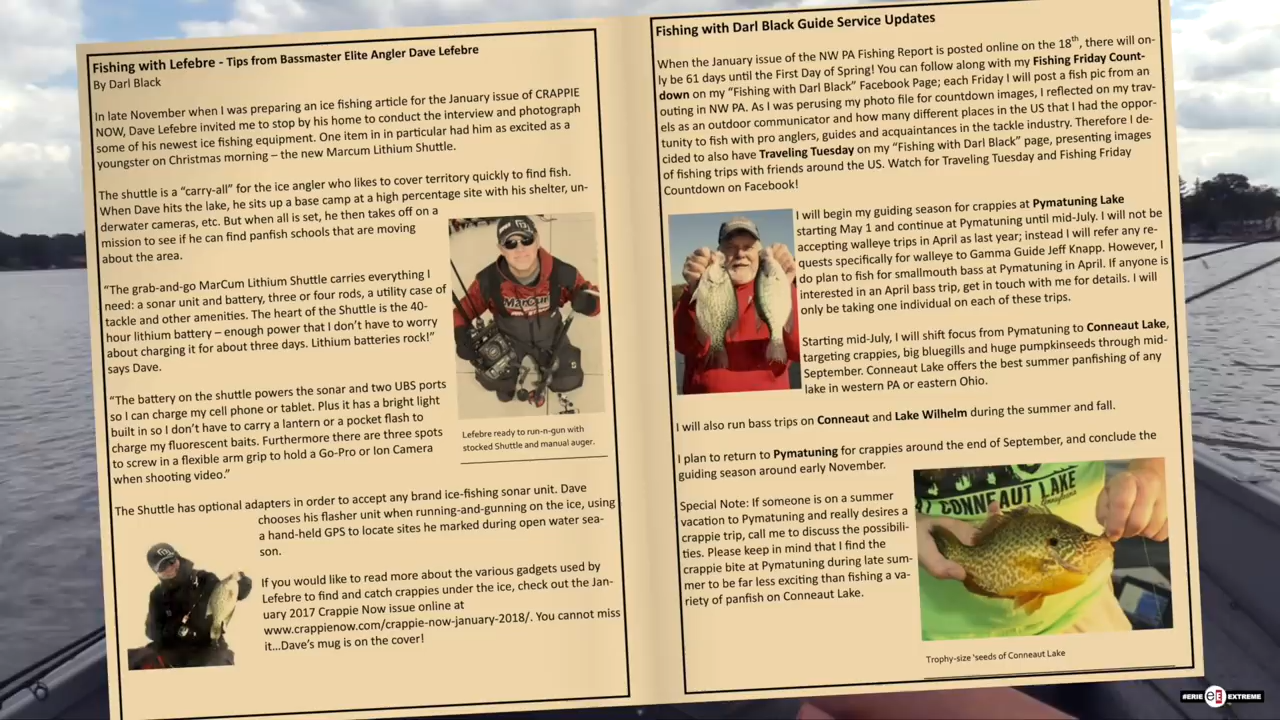 Fishing with Lefebre - Tips from Bassmaster Elite Angler Dave Lefebre
By Darl Black
In late November when I was preparing an ice fishing article for the January issue of CRAPPIE
NOW, Dave Lefebre invited me to stop by his home to conduct the interview and photograph
some of his newest ice fishing equipment. One item in in particular had him as excited as a
youngster on Christmas morning – the new Marcum Lithium Shuttle.
The shuttle is a “carry-all” for the ice angler who likes to cover territory quickly to find fish.
When Dave hits the lake, he sits up a base camp at a high percentage site with his shelter, un-
derwater cameras, etc. But when all is set, he then takes off on a
mission to see if he can find panfish schools that are moving
about the area.
“The grab-and-go MarCum Lithium Shuttle carries everything I
need: a sonar unit and battery, three or four rods, a utility case of
tackle and other amenities. The heart of the Shuttle is the 40-
hour lithium battery – enough power that I don’t have to worry
about charging it for about three days. Lithium batteries rock!”
says Dave.
“The battery on the shuttle powers the sonar and two UBS ports
so I can charge my cell phone or tablet. Plus it has a bright light
built in so I don’t have to carry a lantern or a pocket flash to
charge my fluorescent baits. Furthermore there are three spots
to screw in a flexible arm grip to hold a Go-Pro or Ion Camera
when shooting video.”
MarCum
Lefebre ready to run-n-gun with
stocked Shuttle and manual auger.
The Shuttle has optional adapters in order to accept any brand ice-fishing sonar unit. Dave
chooses his flasher unit when running-and-gunning on the ice, using
a hand-held GPS to locate sites he marked during open water sea-
son.
If you would like to read more about the various gadgets used by
Lefebre to find and catch crappies under the ice, check out the Jan-
uary 2017 Crappie Now issue online at
www.crappienow.com/crappie-now-january-2018/. You cannot miss
it...Dave’s mug is on the cover!
Fishing with Darl Black Guide Service Updates
When the January issue of the NW PA Fishing Report is posted online on the 18th, there will on-
ly be 61 days until the First Day of Spring! You can follow along with my Fishing Friday Count-
down on my “Fishing with Darl Black” Facebook Page; each Friday I will post a fish pic from an
outing in NW PA. As I was perusing my photo file for countdown images, I reflected on my trav-
els as an outdoor communicator and how many different places in the US that I had the oppor-
tunity to fish with pro anglers, guides and acquaintances in the tackle industry. Therefore I de-
cided to also have Traveling Tuesday on my “Fishing with Darl Black” page, presenting images
of fishing trips with friends around the US. Watch for Traveling Tuesday and Fishing Friday
Countdown on Facebook!
I will begin my guiding season for crappies at Pymatuning Lake
starting May 1 and continue at Pymatuning until mid-July. I will not be
accepting walleye trips in April as last year; instead I will refer any re-
quests specifically for walleye to Gamma Guide Jeff Knapp. However, I
do plan to fish for smallmouth bass at Pymatuning in April. If anyone is
interested in an April bass trip, get in touch with me for details. I will
only be taking one individual on each of these trips.
Starting mid-July, I will shift focus from Pymatuning to Conneaut Lake,
targeting crappies, big bluegills and huge pumpkinseeds through mid-
September. Conneaut Lake offers the best summer panfishing of any
lake in western PA or eastern Ohio.
I will also run bass trips on Conneaut and Lake Wilhelm during the summer and fall.
I plan to return to Pymatuning for crappies around the end of September, and conclude the
guiding season around early November.
Special Note: If someone is on a summer
vacation to Pymatuning and really desires a
crappie trip, call me to discuss the possibili-
ties. Please keep in mind that I find the
crappie bite at Pymatuning during late sum-
mer to be far less exciting than fishing a va-
riety of panfish on Conneaut Lake.
CONNEAUT LAKE
Pennsylvania
Trophy-size ’seeds of Conneaut Lake
#ERIE EXTREME